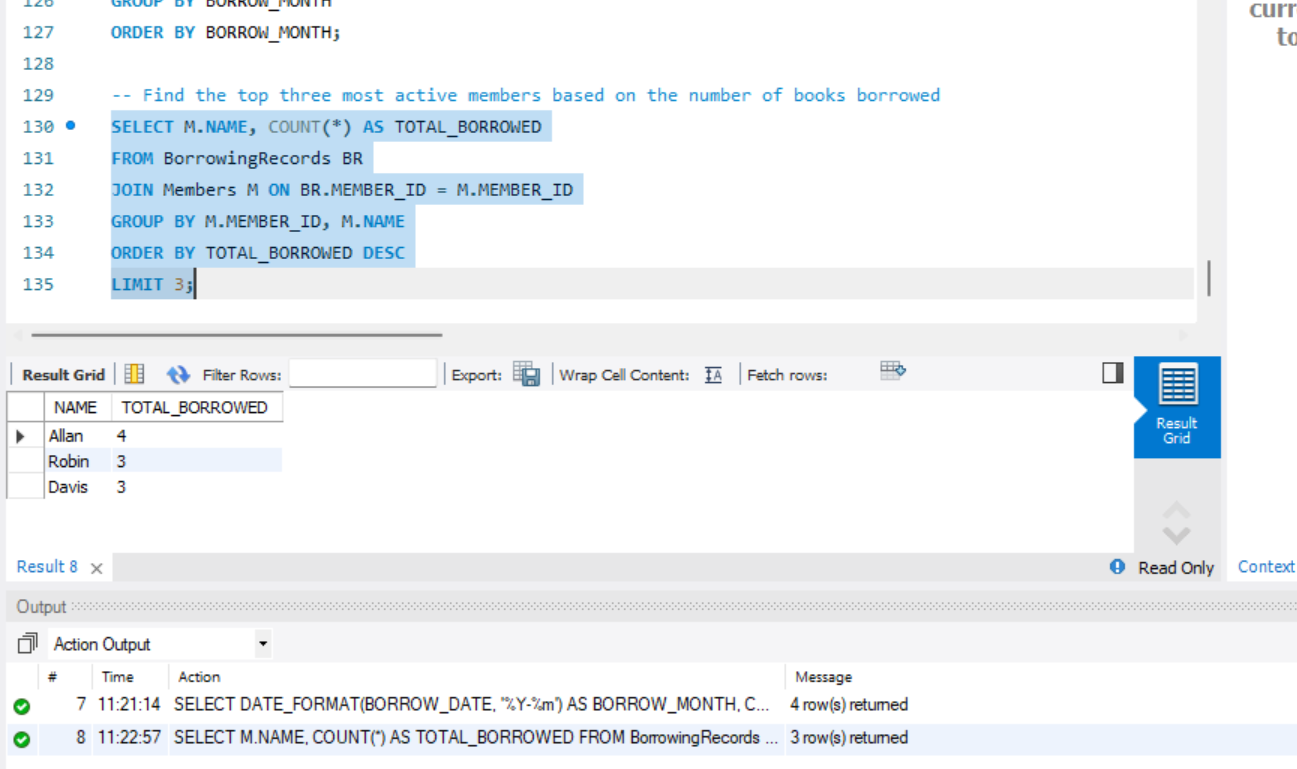 126 GROUP BY BORROW_MONTH
127 ORDER BY BORROW_MONTH;
128
129 -- Find the top three most active members based on the number of books borrowed
130 SELECT M.NAME, COUNT(*) AS TOTAL_BORROWED
131 FROM BorrowingRecords BR
132 JOIN Members M ON BR.MEMBER_ID = M.MEMBER_ID
133 GROUP BY M.MEMBER_ID, M.NAME
134 ORDER BY TOTAL_BORROWED DESC
135 LIMIT 3;
Result Grid Filter Rows: Export: Wrap Cell Content: Fetch rows:
NAME TOTAL_BORROWED
Allan 4
Robin 3
Davis 3
Result
Grid
Result 8 Read Only Context
Output
Action Output
# Time Action Message
7 11:21:14 SELECT DATE_FORMAT(BORROW_DATE, '%Y-%m') AS BORROW_MONTH, C... 4 row(s) returned
8 11:22:57 SELECT M.NAME, COUNT(*) AS TOTAL_BORROWED FROM BorrowingRecords ... 3 row(s) returned